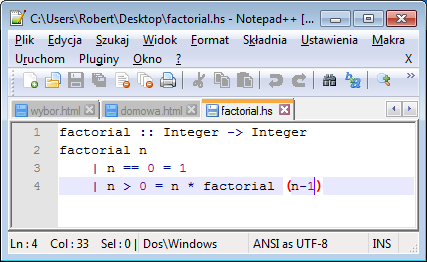 C:\Users\Robert\Desktop\factorial.hs - Notepad++ [...
Plik Edycja Szukaj Widok Format Składnia Ustawienia Makra
Uruchom Pluginy Okno ? X
wybor.html domowa.html factorial.hs
1 factorial :: Integer -> Integer
2 factorial n
3 | n == 0 = 1
4 | n > 0 = n * factorial (n-1)
Ln : 4 Col : 33 Sel : 0 | Dos\Windows ANSI as UTF-8 INS